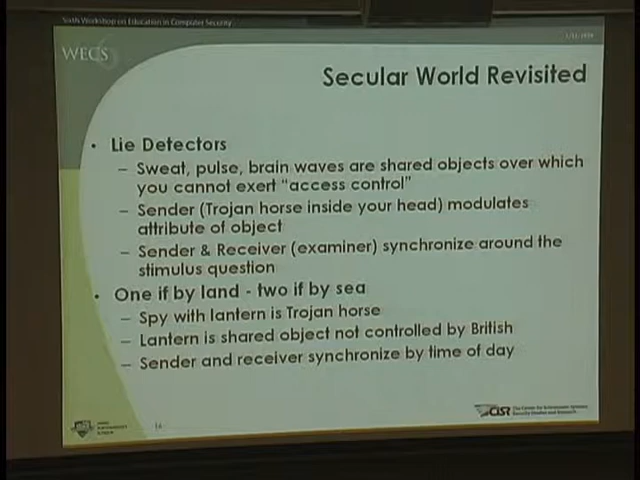 Sixth Workshop on Education in Computer Security
WECS
Secular World Revisited
• Lie Detectors
– Sweat, pulse, brain waves are shared objects over which
you cannot exert “access control”
– Sender (Trojan horse inside your head) modulates
attribute of object
– Sender & Receiver (examiner) synchronize around the
stimulus question
• One if by land - two if by sea
– Spy with lantern is Trojan horse
– Lantern is shared object not controlled by British
– Sender and receiver synchronize by time of day
CISR